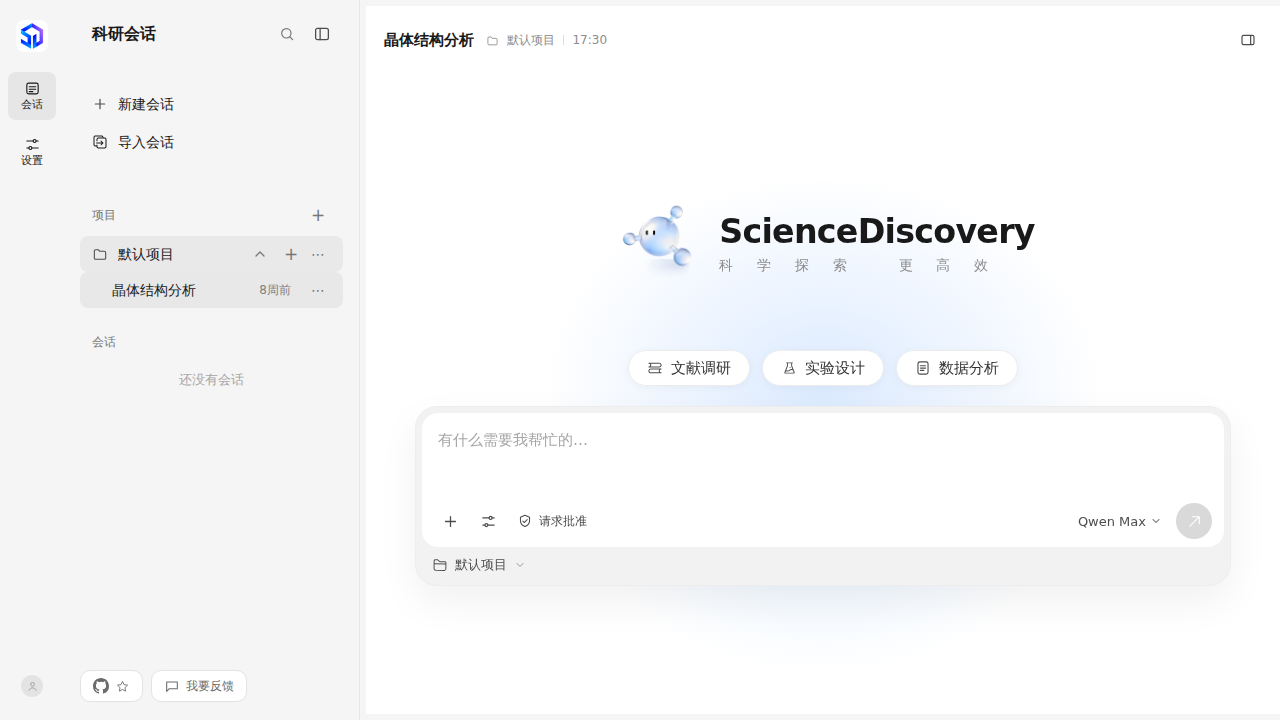 科研会话
会话
设置
新建会话
导入会话
项目
默认项目
晶体结构分析 8周前
会话
还没有会话
我要反馈
晶体结构分析 默认项目 17:30
ScienceDiscovery
科学探索 更高效
文献调研 实验设计 数据分析
有什么需要我帮忙的…
请求批准 Qwen Max
默认项目